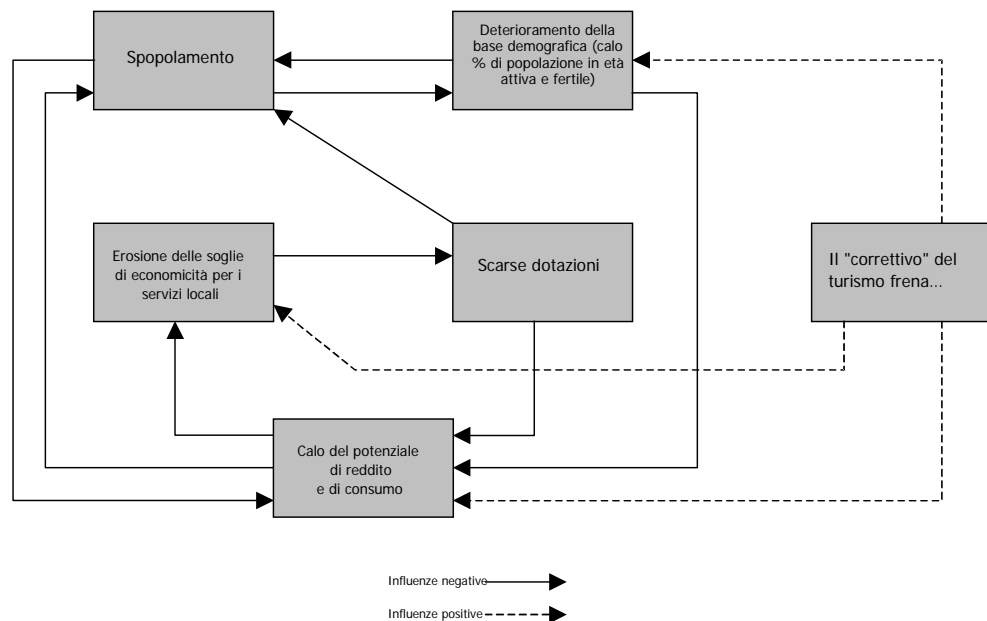 Spopolamento
Deterioramento della
base demografica (calo
% di popolazione in età
attiva e fertile)
Erosione delle soglie
di economicità per i
servizi locali
Scarse dotazioni
Il "correttivo" del
turismo frena...
Calo del potenziale
di reddito
e di consumo
Influenze negative
Influenze positive